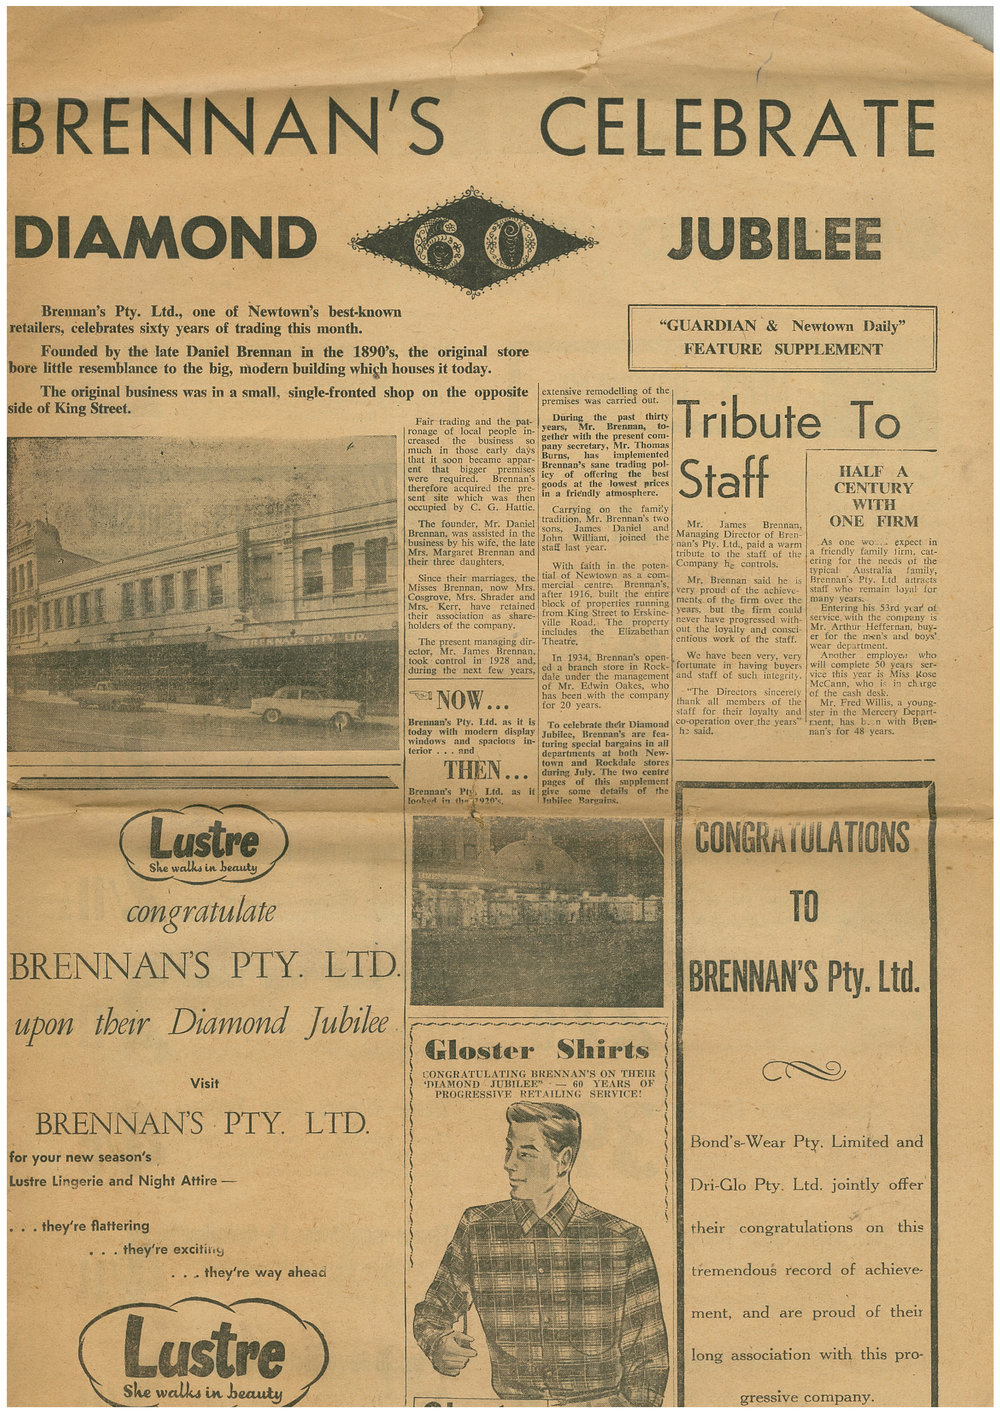 BRENNAN'S CELEBRATE
DIAMOND 60 JUBILEE
Brennan's Pty. Ltd., one of Newtown's best-known
retailers, celebrates sixty years of trading this month.
Founded by the late Daniel Brennan in the 1890's, the original store
bore little resemblance to the big, modern building which houses it today.
The original business was in a small, single-fronted shop on the opposite
side of King Street.
"GUARDIAN & Newtown Daily"
FEATURE SUPPLEMENT
BRENNANS PTY. LTD.
Fair trading and the pat-
ronage of local people in-
creased the business so
much in those early days
that it soon became appar-
ent that bigger premises
were required. Brennan's
therefore acquired the pre-
sent site which was then
occupied by C. G. Hattie.
The founder, Mr. Daniel
Brennan, was assisted in the
business by his wife, the late
Mrs. Margaret Brennan and
their three daughters.
Since their marriages, the
Misses Brennan, now Mrs.
Cosgrove, Mrs. Shrader and
Mrs. Kerr, have retained
their association as share-
holders of the company.
The present managing dir-
ector, Mr. James Brennan,
took control in 1928 and,
during the next few years,
NOW...
Brennan's Pty. Ltd. as it is
today with modern display
windows and spacious in-
terior . . . and
THEN...
Brennan's Pty. Ltd. as it
looked in the 1920's.
extensive remodelling of the
premises was carried out.
During the past thirty
years, Mr. Brennan, to-
gether with the present com-
pany secretary, Mr. Thomas
Burns, has implemented
Brennan's sane trading pol-
icy of offering the best
goods at the lowest prices
in a friendly atmosphere.
Carrying on the family
tradition, Mr. Brennan's two
sons, James Daniel and
John William, joined the
staff last year.
With faith in the poten-
tial of Newtown as a com-
mercial centre, Brennan's,
after 1916, built the entire
block of properties running
from King Street to Erskine-
ville Road. The property
includes the Elizabethan
Theatre.
In 1934, Brennan's open-
ed a branch store in Rock-
dale under the management
of Mr. Edwin Oakes, who
has been with the company
for 20 years.
To celebrate their Diamond
Jubilee, Brennan's are fea-
turing special bargains in all
departments at both New-
town and Rockdale stores
during July. The two centre
pages of this supplement
give some details of the
Jubilee Bargains.
Tribute To
Staff
Mr. James Brennan,
Managing Director of Bren-
nan's Pty. Ltd., paid a warm
tribute to the staff of the
Company he controls.
Mr. Brennan said he is
very proud of the achieve-
ments of the firm over the
years, but the firm could
never have progressed with-
out the loyalty and consci-
entious work of the staff.
We have been very, very
fortunate in having buyers
and staff of such integrity.
"The Directors sincerely
thank all members of the
staff for their loyalty and
co-operation over the years"
he said.
HALF A
CENTURY
WITH
ONE FIRM
As one expect in
a friendly family firm, cat-
ering for the needs of the
typical Australia family,
Brennan's Pty. Ltd attracts
staff who remain loyal for
many years.
Entering his 53rd year of
service with the company is
Mr. Arthur Heffernan, buy-
er for the men's and boys'
wear department.
Another employee who
will complete 50 years ser-
vice this year is Miss Rose
McCann, who is in charge
of the cash desk.
Mr. Fred Willis, a young-
ster in the Mercery Depart-
ment, has been with Bren-
nan's for 48 years.
Lustre
She walks in beauty
congratulate
BRENNAN'S PTY. LTD.
upon their Diamond Jubilee
Visit
BRENNAN'S PTY. LTD.
for your new season's
Lustre Lingerie and Night Attire —
. . . they're flattering
. . . they're exciting
. . . they're way ahead
Lustre
She walks in beauty
Gloster Shirts
CONGRATULATING BRENNAN'S ON THEIR
'DIAMOND JUBILEE" — 60 YEARS OF
PROGRESSIVE RETAILING SERVICE!
CONGRATULATIONS
TO
BRENNAN'S Pty. Ltd.
Bond's-Wear Pty. Limited and
Dri-Glo Pty. Ltd. jointly offer
their congratulations on this
tremendous record of achieve-
ment, and are proud of their
long association with this pro-
gressive company.